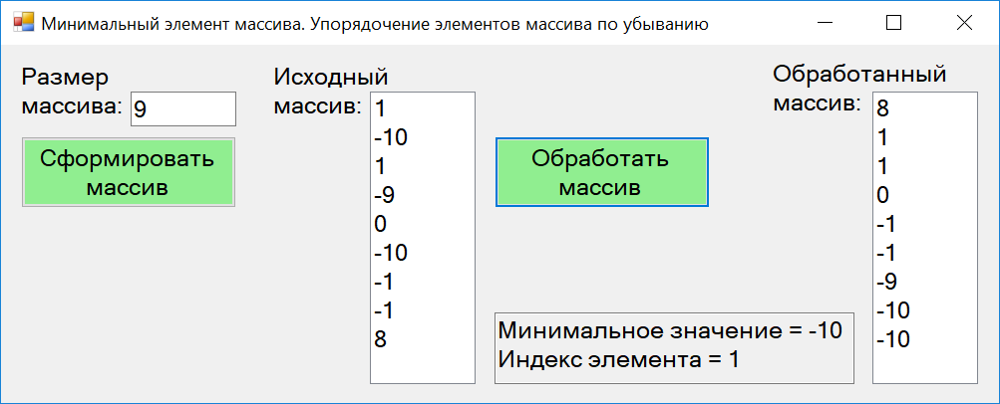 Минимальный элемент массива. Упорядочение элементов массива по убыванию
Размер
массива:
9
Сформировать
массив
Исходный
массив:
1
-10
1
-9
0
-10
-1
-1
8
Обработать
массив
Минимальное значение = -10
Индекс элемента = 1
Обработанный
массив:
8
1
1
0
-1
-1
-9
-10
-10